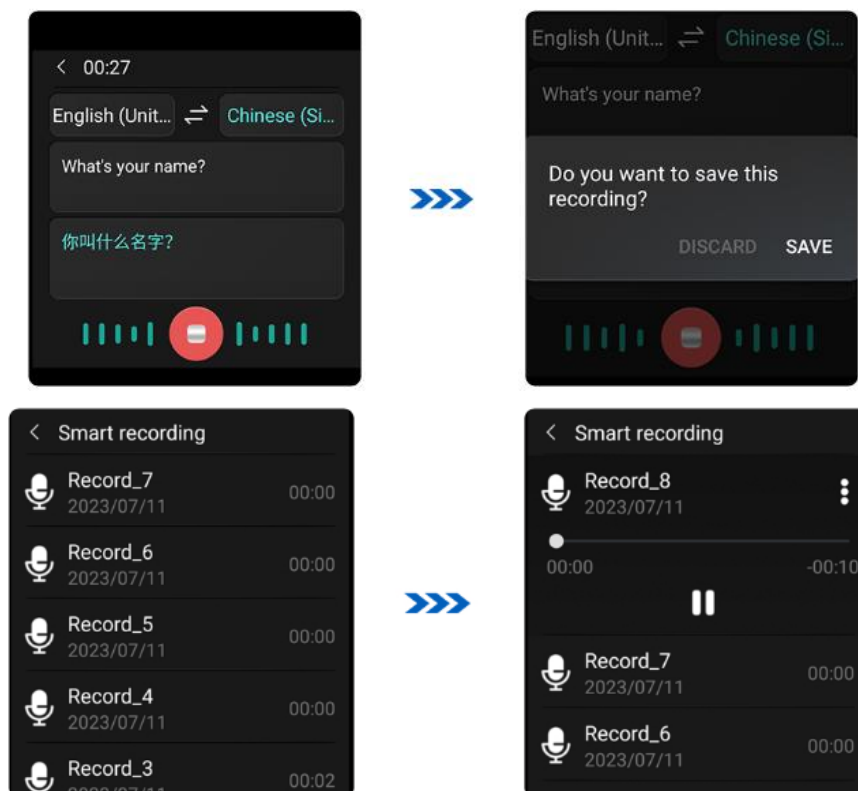 00:27
English (Unit... Chinese (Si...
What's your name?
你叫什么名字?
English (Unit... Chinese (Si...
What's your name?
Do you want to save this
recording?
DISCARD SAVE
Smart recording
Record_7
2023/07/11 00:00
Record_6
2023/07/11 00:00
Record_5
2023/07/11 00:00
Record_4
2023/07/11 00:00
Record_3
00:02
Smart recording
Record_8
2023/07/11
00:00 -00:10
Record_7
2023/07/11 00:00
Record_6
2023/07/11 00:00